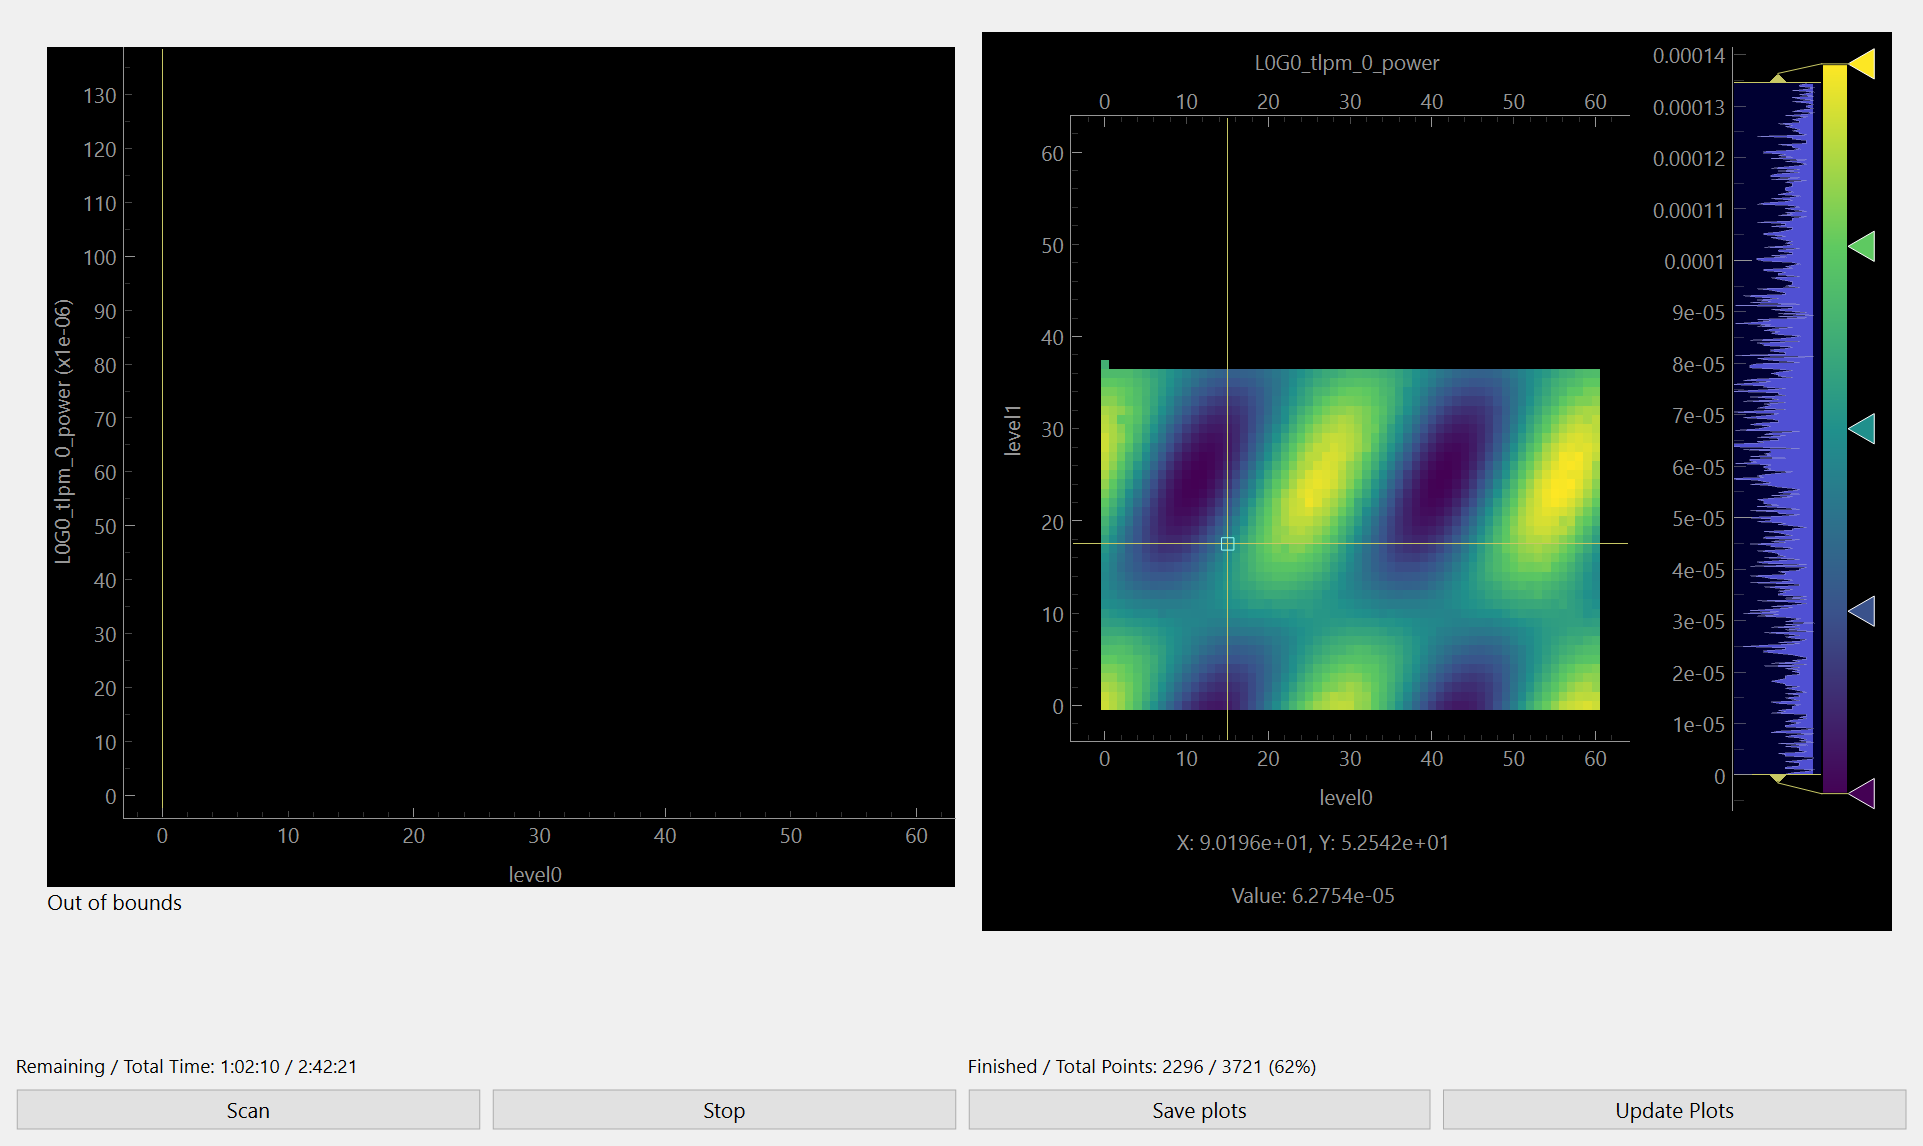 130
120
110
100
90
80
70
60
50
40
30
20
10
0
L0G0_tlpm_0_power (x1e-06)
0 10 20 30 40 50 60
level0
Out of bounds
L0G0_tlpm_0_power
0 10 20 30 40 50 60
60
50
40
30
20
10
0
level1
0 10 20 30 40 50 60
level0
X: 9.0196e+01, Y: 5.2542e+01
Value: 6.2754e-05
0.00014
0.00013
0.00012
0.00011
0.0001
9e-05
8e-05
7e-05
6e-05
5e-05
4e-05
3e-05
2e-05
1e-05
0
Remaining / Total Time: 1:02:10 / 2:42:21
Finished / Total Points: 2296 / 3721 (62%)
Scan
Stop
Save plots
Update Plots